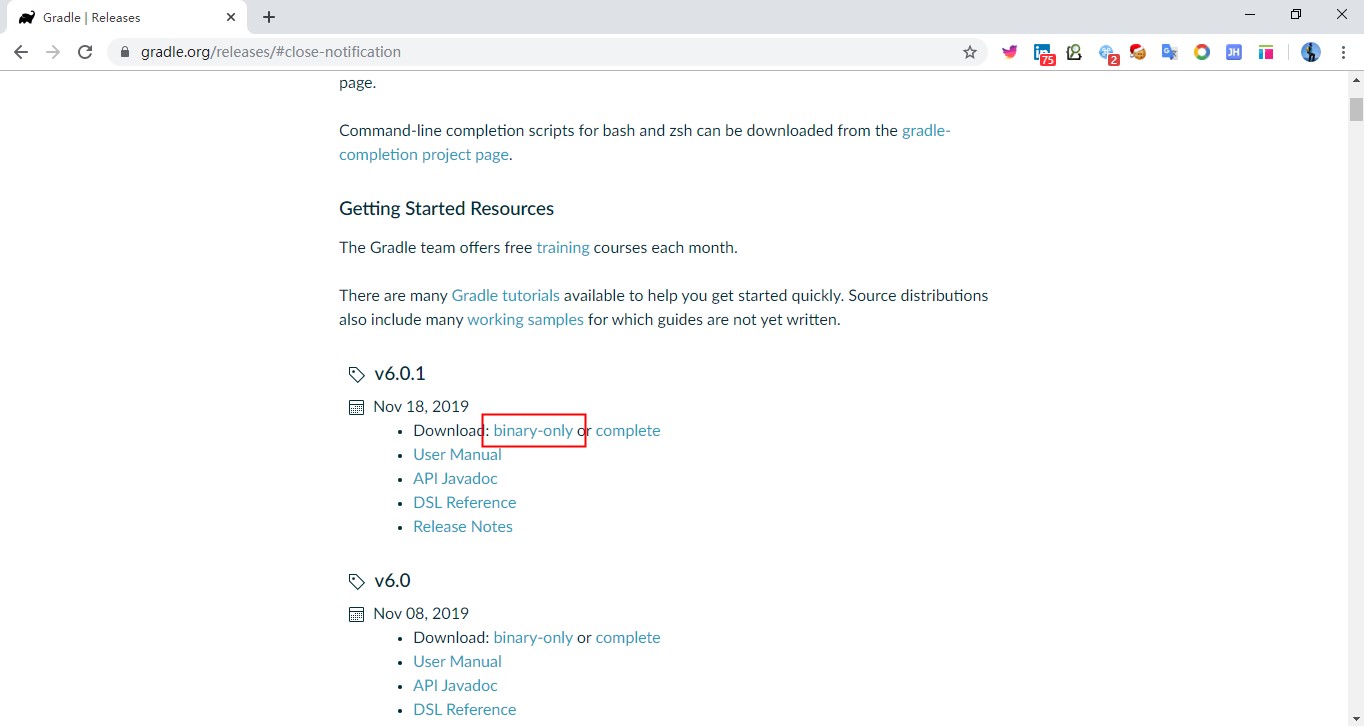 Gradle | Releases
gradle.org/releases/#close-notification
75
2
JH
page.
Command-line completion scripts for bash and zsh can be downloaded from the gradle-
completion project page.
Getting Started Resources
The Gradle team offers free training courses each month.
There are many Gradle tutorials available to help you get started quickly. Source distributions
also include many working samples for which guides are not yet written.
v6.0.1
Nov 18, 2019
Download: binary-only or complete
User Manual
API Javadoc
DSL Reference
Release Notes
v6.0
Nov 08, 2019
Download: binary-only or complete
User Manual
API Javadoc
DSL Reference